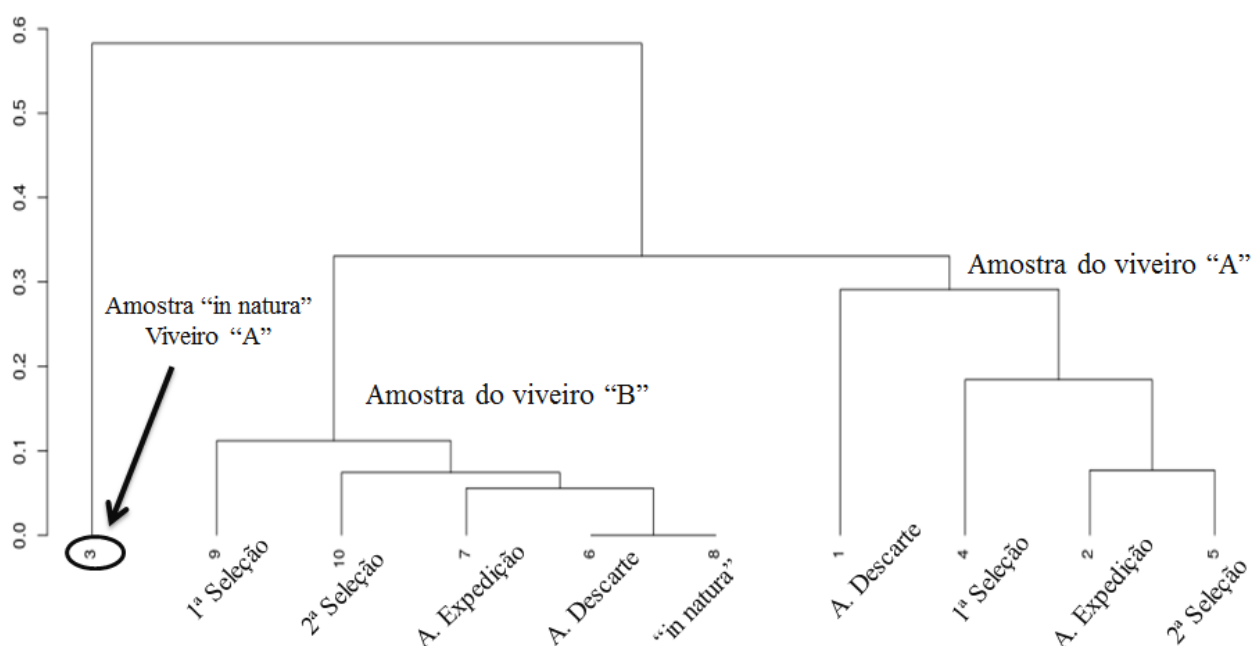 0.6
0.5
0.4
0.3
0.2
0.1
0.0
Amostra “in natura”
Viveiro “A”
Amostra do viveiro “B”
Amostra do viveiro “A”
3
9
10
7
6
8
1
4
2
5
1ª Seleção
2ª Seleção
A. Expedição
A. Descarte
“in natura”
A. Descarte
1ª Seleção
A. Expedição
2ª Seleção